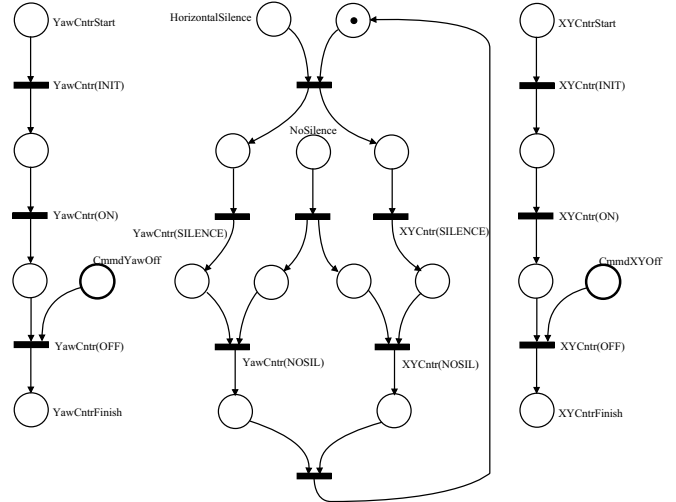 YawCntrStart
HorizontalSilence
XYCntrStart
YawCntr(INIT)
XYCntr(INIT)
NoSilence
YawCntr(ON)
YawCntr(SILENCE)
XYCntr(SILENCE)
XYCntr(ON)
CmmdYawOff
CmmdXYOff
YawCntr(OFF)
YawCntr(NOSIL)
XYCntr(NOSIL)
XYCntr(OFF)
YawCntrFinish
XYCntrFinish